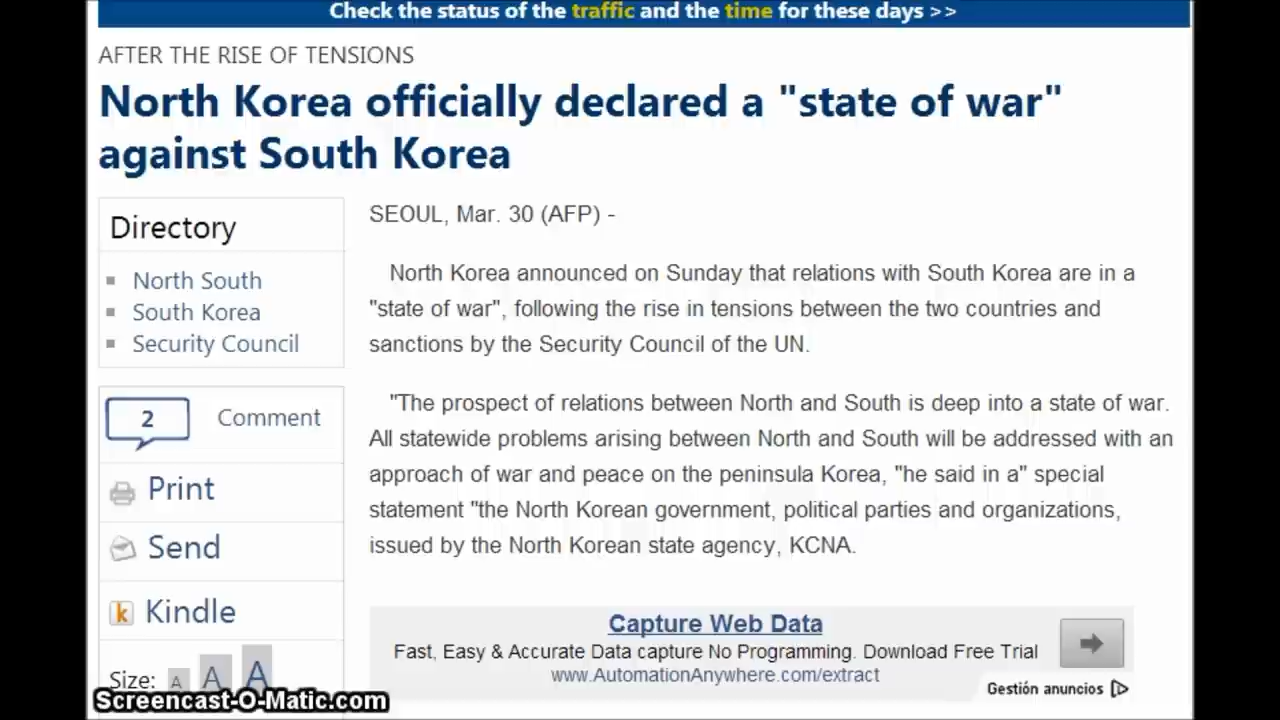 Check the status of the traffic and the time for these days >>
AFTER THE RISE OF TENSIONS
North Korea officially declared a "state of war"
against South Korea
Directory
North South
South Korea
Security Council
2 Comment
Print
Send
Kindle
Size: A A A
SEOUL, Mar. 30 (AFP) -
North Korea announced on Sunday that relations with South Korea are in a
"state of war", following the rise in tensions between the two countries and
sanctions by the Security Council of the UN.
"The prospect of relations between North and South is deep into a state of war.
All statewide problems arising between North and South will be addressed with an
approach of war and peace on the peninsula Korea, "he said in a" special
statement "the North Korean government, political parties and organizations,
issued by the North Korean state agency, KCNA.
Capture Web Data
Fast, Easy & Accurate Data capture No Programming. Download Free Trial
www.AutomationAnywhere.com/extract
Gestión anuncios
Screencast-O-Matic.com